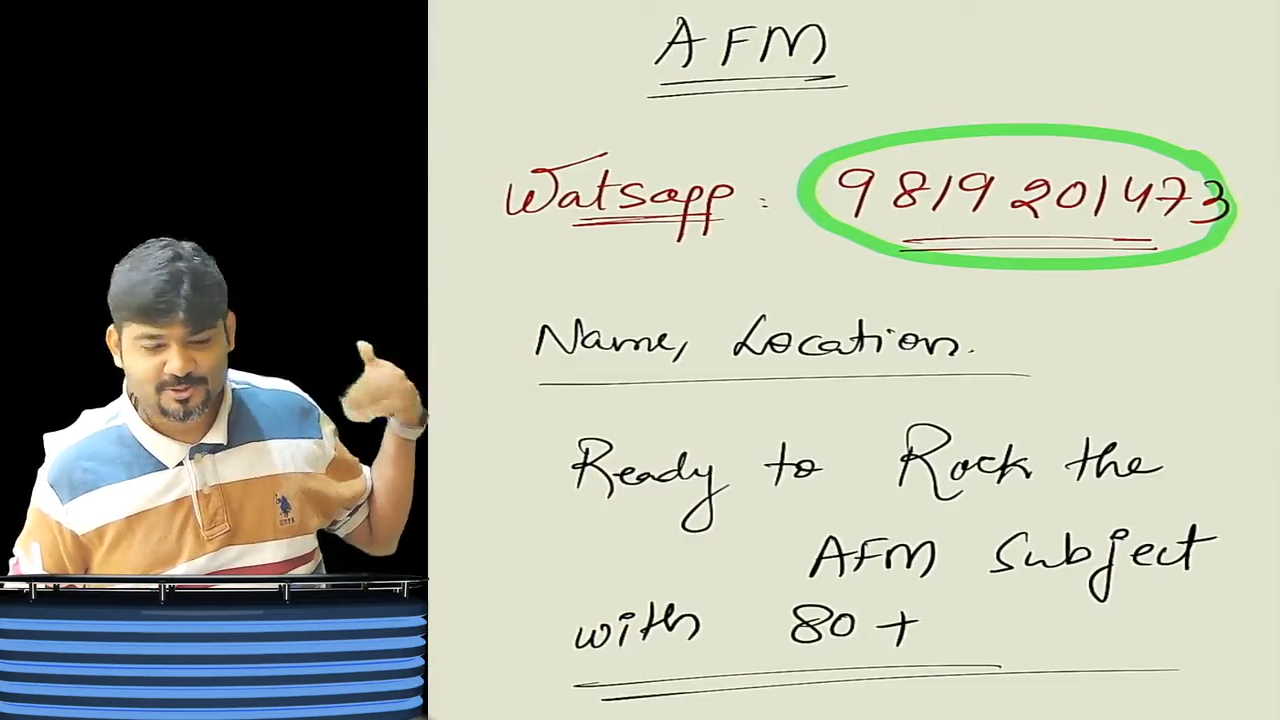 AFM
Watsapp : 9819201473
Name, Location.
Ready to Rock the
AFM Subject
with 80+